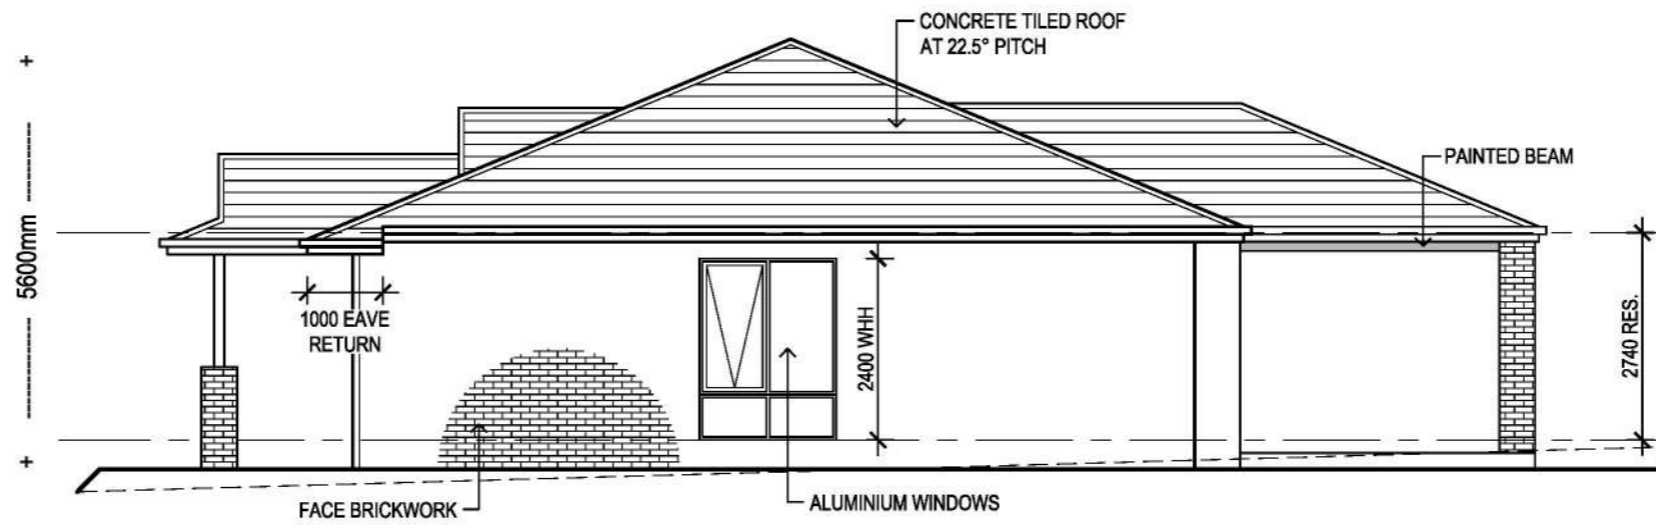 CONCRETE TILED ROOF
AT 22.5° PITCH
PAINTED BEAM
5600mm
1000 EAVE
RETURN
2400 WHH
2740 RES.
FACE BRICKWORK
ALUMINIUM WINDOWS